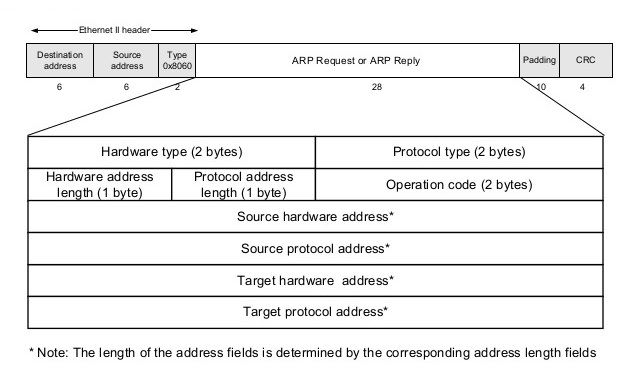 Ethernet II header
Destination address
Source address
Type 0x8060
ARP Request or ARP Reply
Padding
CRC
6
6
2
28
10
4
Hardware type (2 bytes)
Protocol type (2 bytes)
Hardware address length (1 byte)
Protocol address length (1 byte)
Operation code (2 bytes)
Source hardware address*
Source protocol address*
Target hardware address*
Target protocol address*
* Note: The length of the address fields is determined by the corresponding address length fields